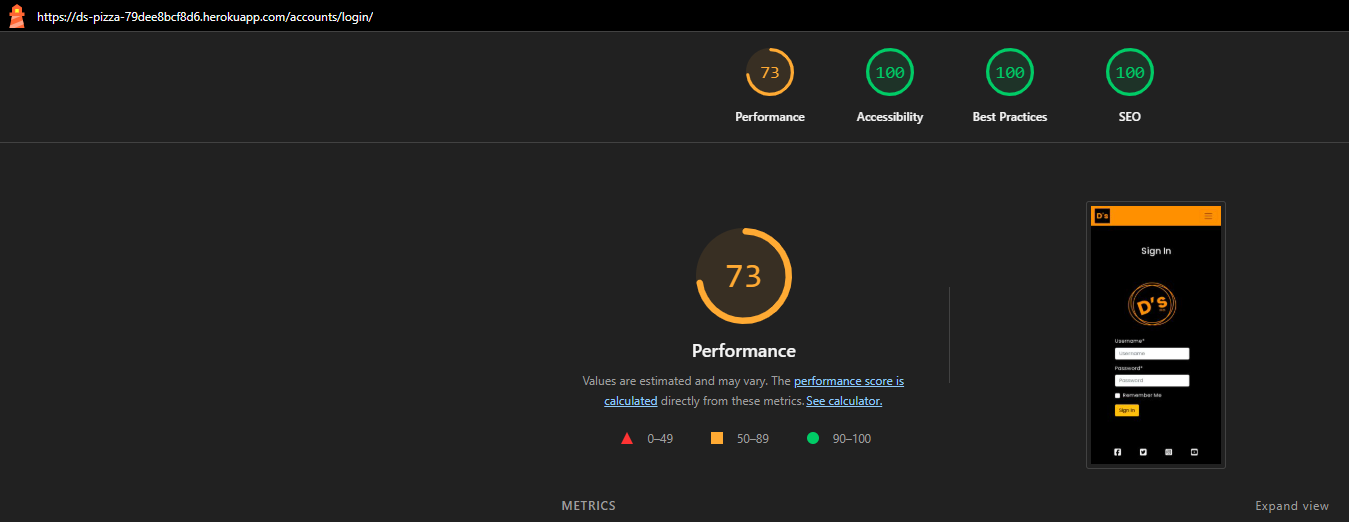 https://ds-pizza-79dee8bcf8d6.herokuapp.com/accounts/login/
73
100
100
100
Performance
Accessibility
Best Practices
SEO
73
Performance
Values are estimated and may vary. The performance score is
calculated directly from these metrics. See calculator.
0–49
50–89
90–100
D's
Sign In
D's
Username*
Username
Password*
Password
Remember Me
Sign In
METRICS
Expand view